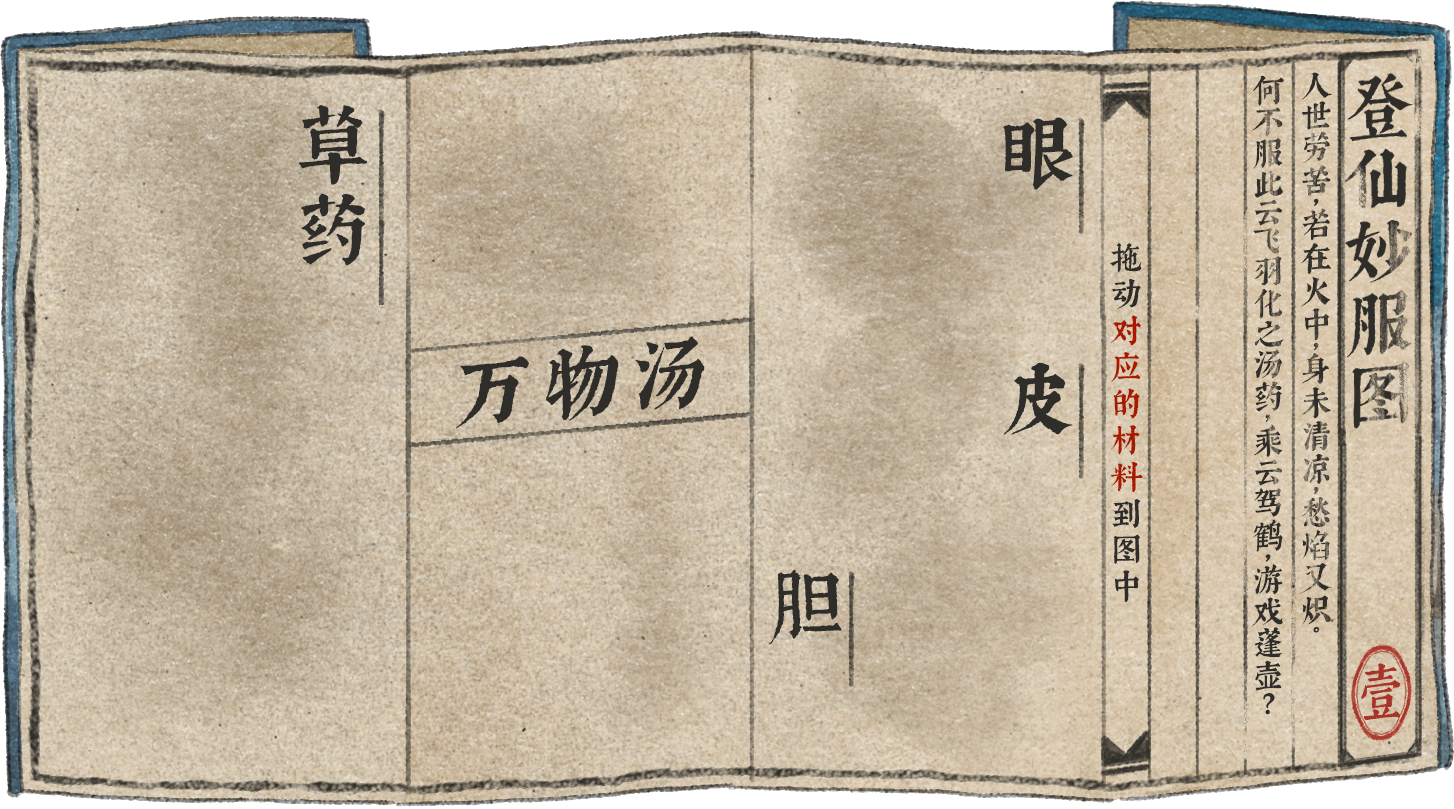 登仙妙服图
壹
人世劳苦，若在火中，身未清凉，愁焰又炽。
何不服此云飞羽化之汤药，乘云驾鹤，游戏蓬壶？
拖动对应的材料到图中
眼
皮
胆
万物汤
草药